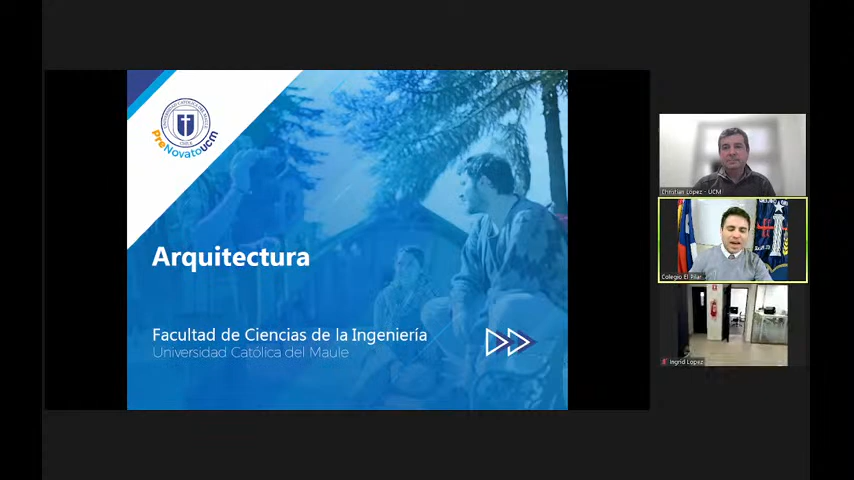 PreNovatoucm
Arquitectura
Facultad de Ciencias de la Ingeniería
Universidad Católica del Maule
Christian López - UCM
Colegio El Pilar
Ingrid López